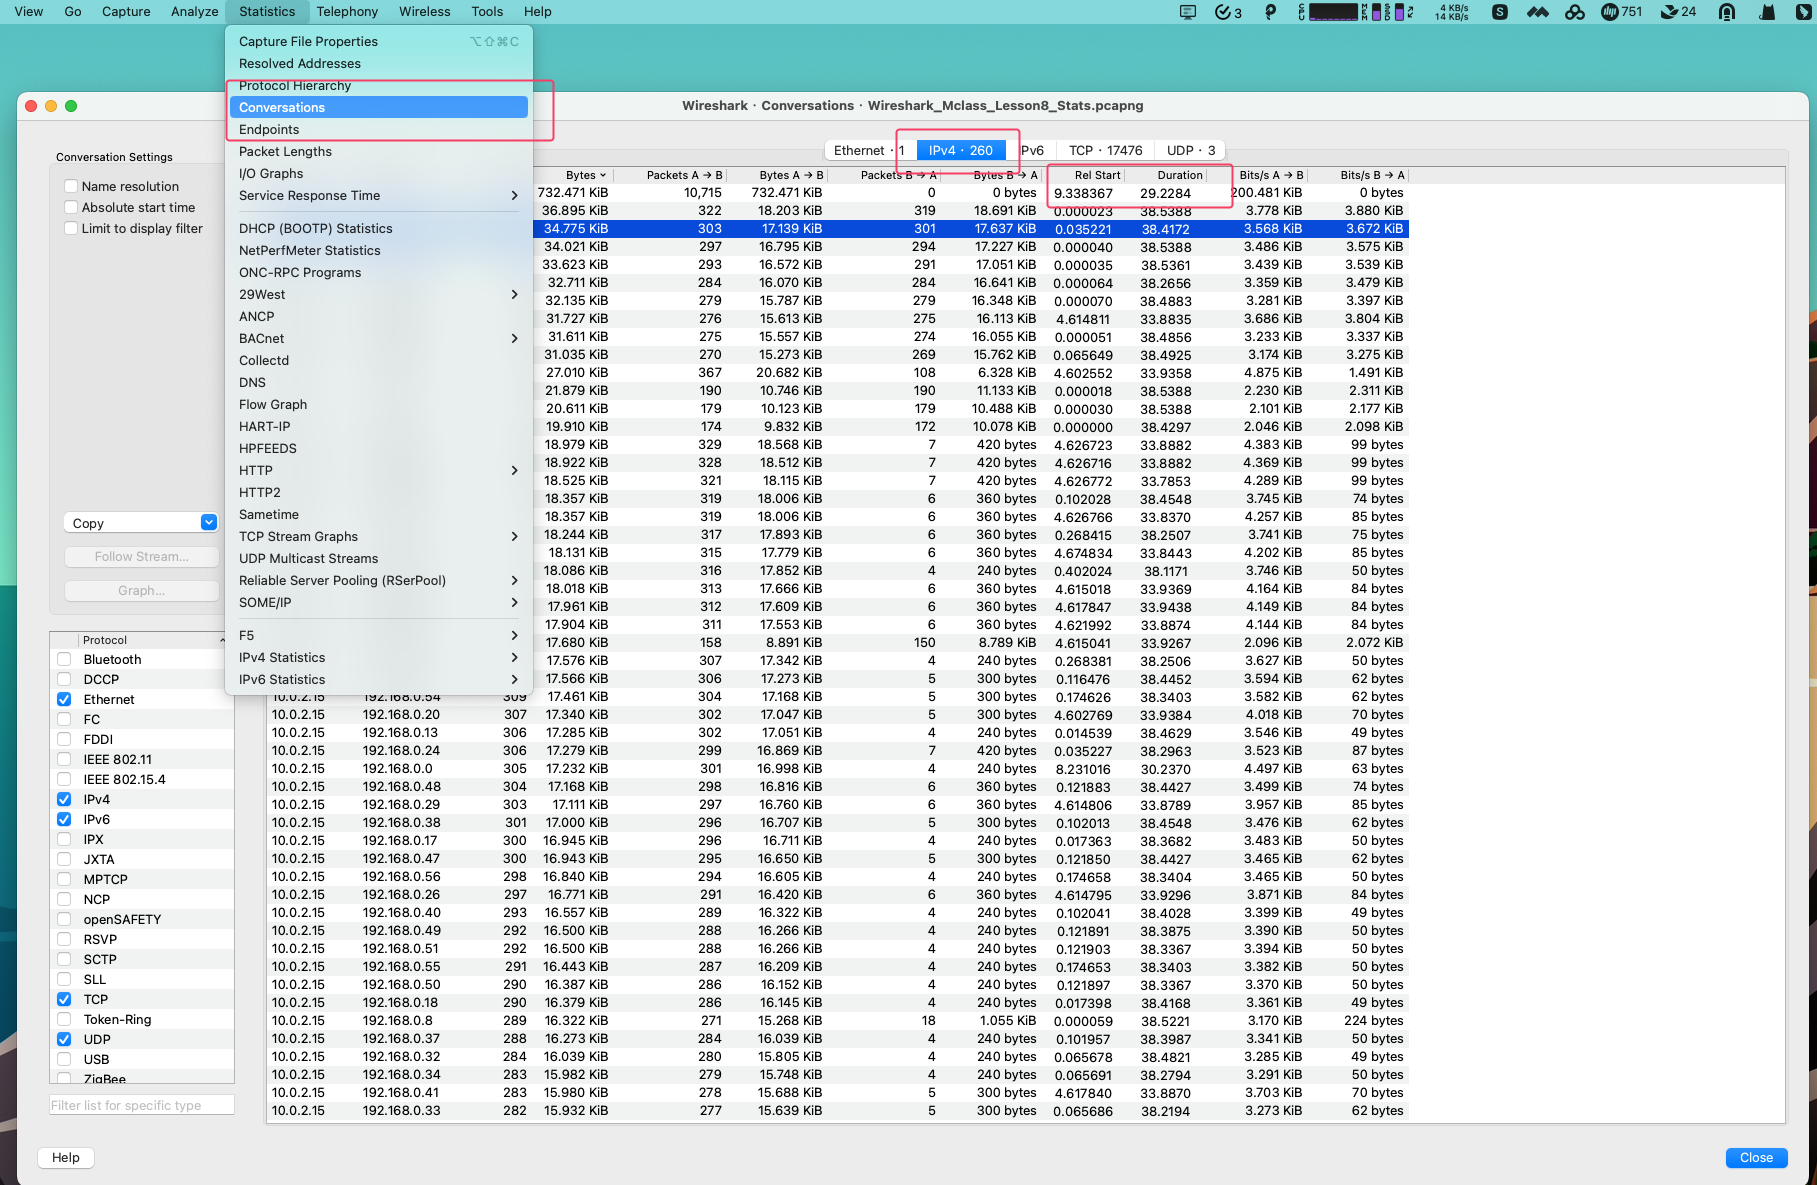 View Go Capture Analyze Statistics Telephony Wireless Tools Help 3 CPU MEM SSD 4 KB/s 14 KB/s S 751 24
Capture File Properties ⌥⇧⌘C
Resolved Addresses
Protocol Hierarchy
Conversations
Endpoints
Packet Lengths
I/O Graphs
Service Response Time
DHCP (BOOTP) Statistics
NetPerfMeter Statistics
ONC-RPC Programs
29West
ANCP
BACnet
Collectd
DNS
Flow Graph
HART-IP
HPFEEDS
HTTP
HTTP2
Sametime
TCP Stream Graphs
UDP Multicast Streams
Reliable Server Pooling (RSerPool)
SOME/IP
F5
IPv4 Statistics
IPv6 Statistics
Wireshark · Conversations · Wireshark_Mclass_Lesson8_Stats.pcapng
Conversation Settings
Name resolution
Absolute start time
Limit to display filter
Copy
Follow Stream...
Graph...
Protocol
Bluetooth
DCCP
Ethernet
FC
FDDI
IEEE 802.11
IEEE 802.15.4
IPv4
IPv6
IPX
JXTA
MPTCP
NCP
openSAFETY
RSVP
SCTP
SLL
TCP
Token-Ring
UDP
USB
ZigBee
Filter list for specific type
Help
Ethernet · 1 IPv4 · 260 IPv6 TCP · 17476 UDP · 3
Bytes Packets A → B Bytes A → B Packets B → A Bytes B → A Rel Start Duration Bits/s A → B Bits/s B → A
732.471 KiB 10,715 732.471 KiB 0 0 bytes 9.338367 29.2284 200.481 KiB 0 bytes
36.895 KiB 322 18.203 KiB 319 18.691 KiB 0.000023 38.5388 3.778 KiB 3.880 KiB
34.775 KiB 303 17.139 KiB 301 17.637 KiB 0.035221 38.4172 3.568 KiB 3.672 KiB
34.021 KiB 297 16.795 KiB 294 17.227 KiB 0.000040 38.5388 3.486 KiB 3.575 KiB
33.623 KiB 293 16.572 KiB 291 17.051 KiB 0.000035 38.5361 3.439 KiB 3.539 KiB
32.711 KiB 284 16.070 KiB 284 16.641 KiB 0.000064 38.2656 3.359 KiB 3.479 KiB
32.135 KiB 279 15.787 KiB 279 16.348 KiB 0.000070 38.4883 3.281 KiB 3.397 KiB
31.727 KiB 276 15.613 KiB 275 16.113 KiB 4.614811 33.8835 3.686 KiB 3.804 KiB
31.611 KiB 275 15.557 KiB 274 16.055 KiB 0.000051 38.4856 3.233 KiB 3.337 KiB
31.035 KiB 270 15.273 KiB 269 15.762 KiB 0.065649 38.4925 3.174 KiB 3.275 KiB
27.010 KiB 367 20.682 KiB 108 6.328 KiB 4.602552 33.9358 4.875 KiB 1.491 KiB
21.879 KiB 190 10.746 KiB 190 11.133 KiB 0.000018 38.5388 2.230 KiB 2.311 KiB
20.611 KiB 179 10.123 KiB 179 10.488 KiB 0.000030 38.5388 2.101 KiB 2.177 KiB
19.910 KiB 174 9.832 KiB 172 10.078 KiB 0.000000 38.4297 2.046 KiB 2.098 KiB
18.979 KiB 329 18.568 KiB 7 420 bytes 4.626723 33.8882 4.383 KiB 99 bytes
18.922 KiB 328 18.512 KiB 7 420 bytes 4.626716 33.8882 4.369 KiB 99 bytes
18.525 KiB 321 18.115 KiB 7 420 bytes 4.626772 33.7853 4.289 KiB 99 bytes
18.357 KiB 319 18.006 KiB 6 360 bytes 0.102028 38.4548 3.745 KiB 74 bytes
18.357 KiB 319 18.006 KiB 6 360 bytes 4.626766 33.8370 4.257 KiB 85 bytes
18.244 KiB 317 17.893 KiB 6 360 bytes 0.268415 38.2507 3.741 KiB 75 bytes
18.131 KiB 315 17.779 KiB 6 360 bytes 4.674834 33.8443 4.202 KiB 85 bytes
18.086 KiB 316 17.852 KiB 4 240 bytes 0.402024 38.1171 3.746 KiB 50 bytes
18.018 KiB 313 17.666 KiB 6 360 bytes 4.615018 33.9369 4.164 KiB 84 bytes
17.961 KiB 312 17.609 KiB 6 360 bytes 4.617847 33.9438 4.149 KiB 84 bytes
17.904 KiB 311 17.553 KiB 6 360 bytes 4.621992 33.8874 4.144 KiB 84 bytes
17.680 KiB 158 8.891 KiB 150 8.789 KiB 4.615041 33.9267 2.096 KiB 2.072 KiB
17.576 KiB 307 17.342 KiB 4 240 bytes 0.268381 38.2506 3.627 KiB 50 bytes
17.566 KiB 306 17.273 KiB 5 300 bytes 0.116476 38.4452 3.594 KiB 62 bytes
10.0.2.15 192.168.0.54 309 17.461 KiB 304 17.168 KiB 5 300 bytes 0.174626 38.3403 3.582 KiB 62 bytes
10.0.2.15 192.168.0.20 307 17.340 KiB 302 17.047 KiB 5 300 bytes 4.602769 33.9384 4.018 KiB 70 bytes
10.0.2.15 192.168.0.13 306 17.285 KiB 302 17.051 KiB 4 240 bytes 0.014539 38.4629 3.546 KiB 49 bytes
10.0.2.15 192.168.0.24 306 17.279 KiB 299 16.869 KiB 7 420 bytes 0.035227 38.2963 3.523 KiB 87 bytes
10.0.2.15 192.168.0.0 305 17.232 KiB 301 16.998 KiB 4 240 bytes 8.231016 30.2370 4.497 KiB 63 bytes
10.0.2.15 192.168.0.48 304 17.168 KiB 298 16.816 KiB 6 360 bytes 0.121883 38.4427 3.499 KiB 74 bytes
10.0.2.15 192.168.0.29 303 17.111 KiB 297 16.760 KiB 6 360 bytes 4.614806 33.8789 3.957 KiB 85 bytes
10.0.2.15 192.168.0.38 301 17.000 KiB 296 16.707 KiB 5 300 bytes 0.102013 38.4548 3.476 KiB 62 bytes
10.0.2.15 192.168.0.17 300 16.945 KiB 296 16.711 KiB 4 240 bytes 0.017363 38.3682 3.483 KiB 50 bytes
10.0.2.15 192.168.0.47 300 16.943 KiB 295 16.650 KiB 5 300 bytes 0.121850 38.4427 3.465 KiB 62 bytes
10.0.2.15 192.168.0.56 298 16.840 KiB 294 16.605 KiB 4 240 bytes 0.174658 38.3404 3.465 KiB 50 bytes
10.0.2.15 192.168.0.26 297 16.771 KiB 291 16.420 KiB 6 360 bytes 4.614795 33.9296 3.871 KiB 84 bytes
10.0.2.15 192.168.0.40 293 16.557 KiB 289 16.322 KiB 4 240 bytes 0.102041 38.4028 3.399 KiB 49 bytes
10.0.2.15 192.168.0.49 292 16.500 KiB 288 16.266 KiB 4 240 bytes 0.121891 38.3875 3.390 KiB 50 bytes
10.0.2.15 192.168.0.51 292 16.500 KiB 288 16.266 KiB 4 240 bytes 0.121903 38.3367 3.394 KiB 50 bytes
10.0.2.15 192.168.0.55 291 16.443 KiB 287 16.209 KiB 4 240 bytes 0.174653 38.3403 3.382 KiB 50 bytes
10.0.2.15 192.168.0.50 290 16.387 KiB 286 16.152 KiB 4 240 bytes 0.121897 38.3367 3.370 KiB 50 bytes
10.0.2.15 192.168.0.18 290 16.379 KiB 286 16.145 KiB 4 240 bytes 0.017398 38.4168 3.361 KiB 49 bytes
10.0.2.15 192.168.0.8 289 16.322 KiB 271 15.268 KiB 18 1.055 KiB 0.000059 38.5221 3.170 KiB 224 bytes
10.0.2.15 192.168.0.37 288 16.273 KiB 284 16.039 KiB 4 240 bytes 0.101957 38.3987 3.341 KiB 50 bytes
10.0.2.15 192.168.0.32 284 16.039 KiB 280 15.805 KiB 4 240 bytes 0.065678 38.4821 3.285 KiB 49 bytes
10.0.2.15 192.168.0.34 283 15.982 KiB 279 15.748 KiB 4 240 bytes 0.065691 38.2794 3.291 KiB 50 bytes
10.0.2.15 192.168.0.41 283 15.980 KiB 278 15.688 KiB 5 300 bytes 4.617840 33.8870 3.703 KiB 70 bytes
10.0.2.15 192.168.0.33 282 15.932 KiB 277 15.639 KiB 5 300 bytes 0.065686 38.2194 3.273 KiB 62 bytes
Close